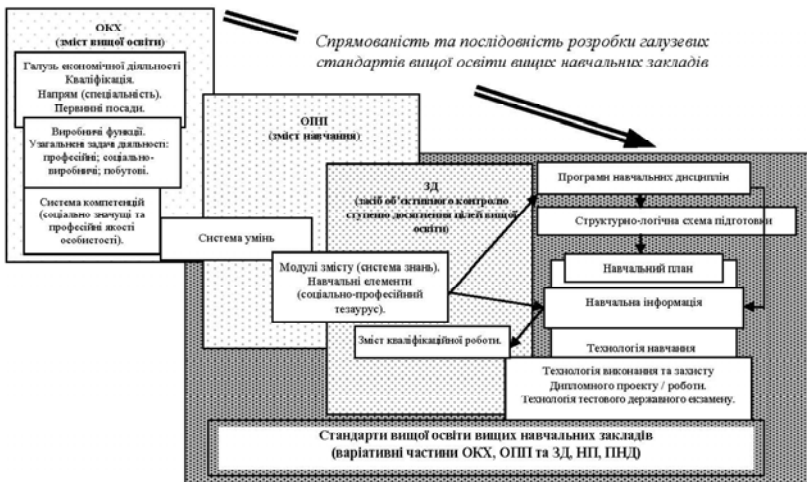 ОКХ
(зміст вищої освіти)
Спрямованість та послідовність розробки галузевих
стандартів вищої освіти вищих навчальних закладів
Галузь економічної діяльності
Кваліфікація.
Напрям (спеціальність).
Первинні посади.
Виробничі функції.
Узагальнені задачі діяльності:
професійні; соціально-
виробничі; побутові.
Система компетенцій
(соціально значущі та
професійні якості
особистості).
ОПП
(зміст навчання)
Система умінь
ЗД
(засіб об’єктивного контролю
ступеню досягнення цілей вищої
освіти)
Модулі змісту (система знань).
Навчальні елементи
(соціально-професійний
тезаурус).
Зміст кваліфікаційної роботи.
Програми навчальних дисциплін
Структурно-логічна схема підготовки
Навчальний план
Навчальна інформація
Технологія навчання
Технологія виконання та захисту
Дипломного проекту / роботи.
Технологія тестового державного екзамену.
Стандарти вищої освіти вищих навчальних закладів
(варіативні частини ОКХ, ОПП та ЗД, НП, ПНД)